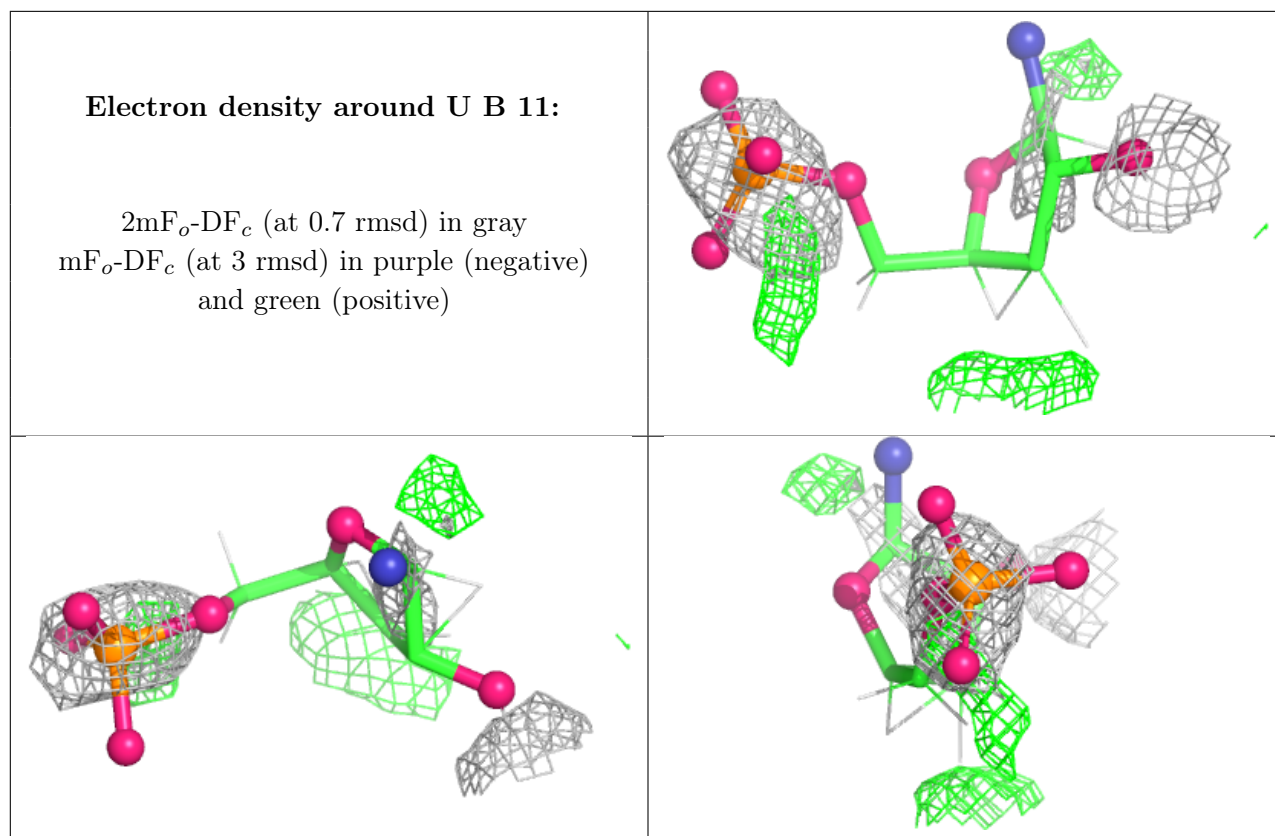 Electron density around U B 11:
2mFo-DFc (at 0.7 rmsd) in gray
mFo-DFc (at 3 rmsd) in purple (negative)
and green (positive)